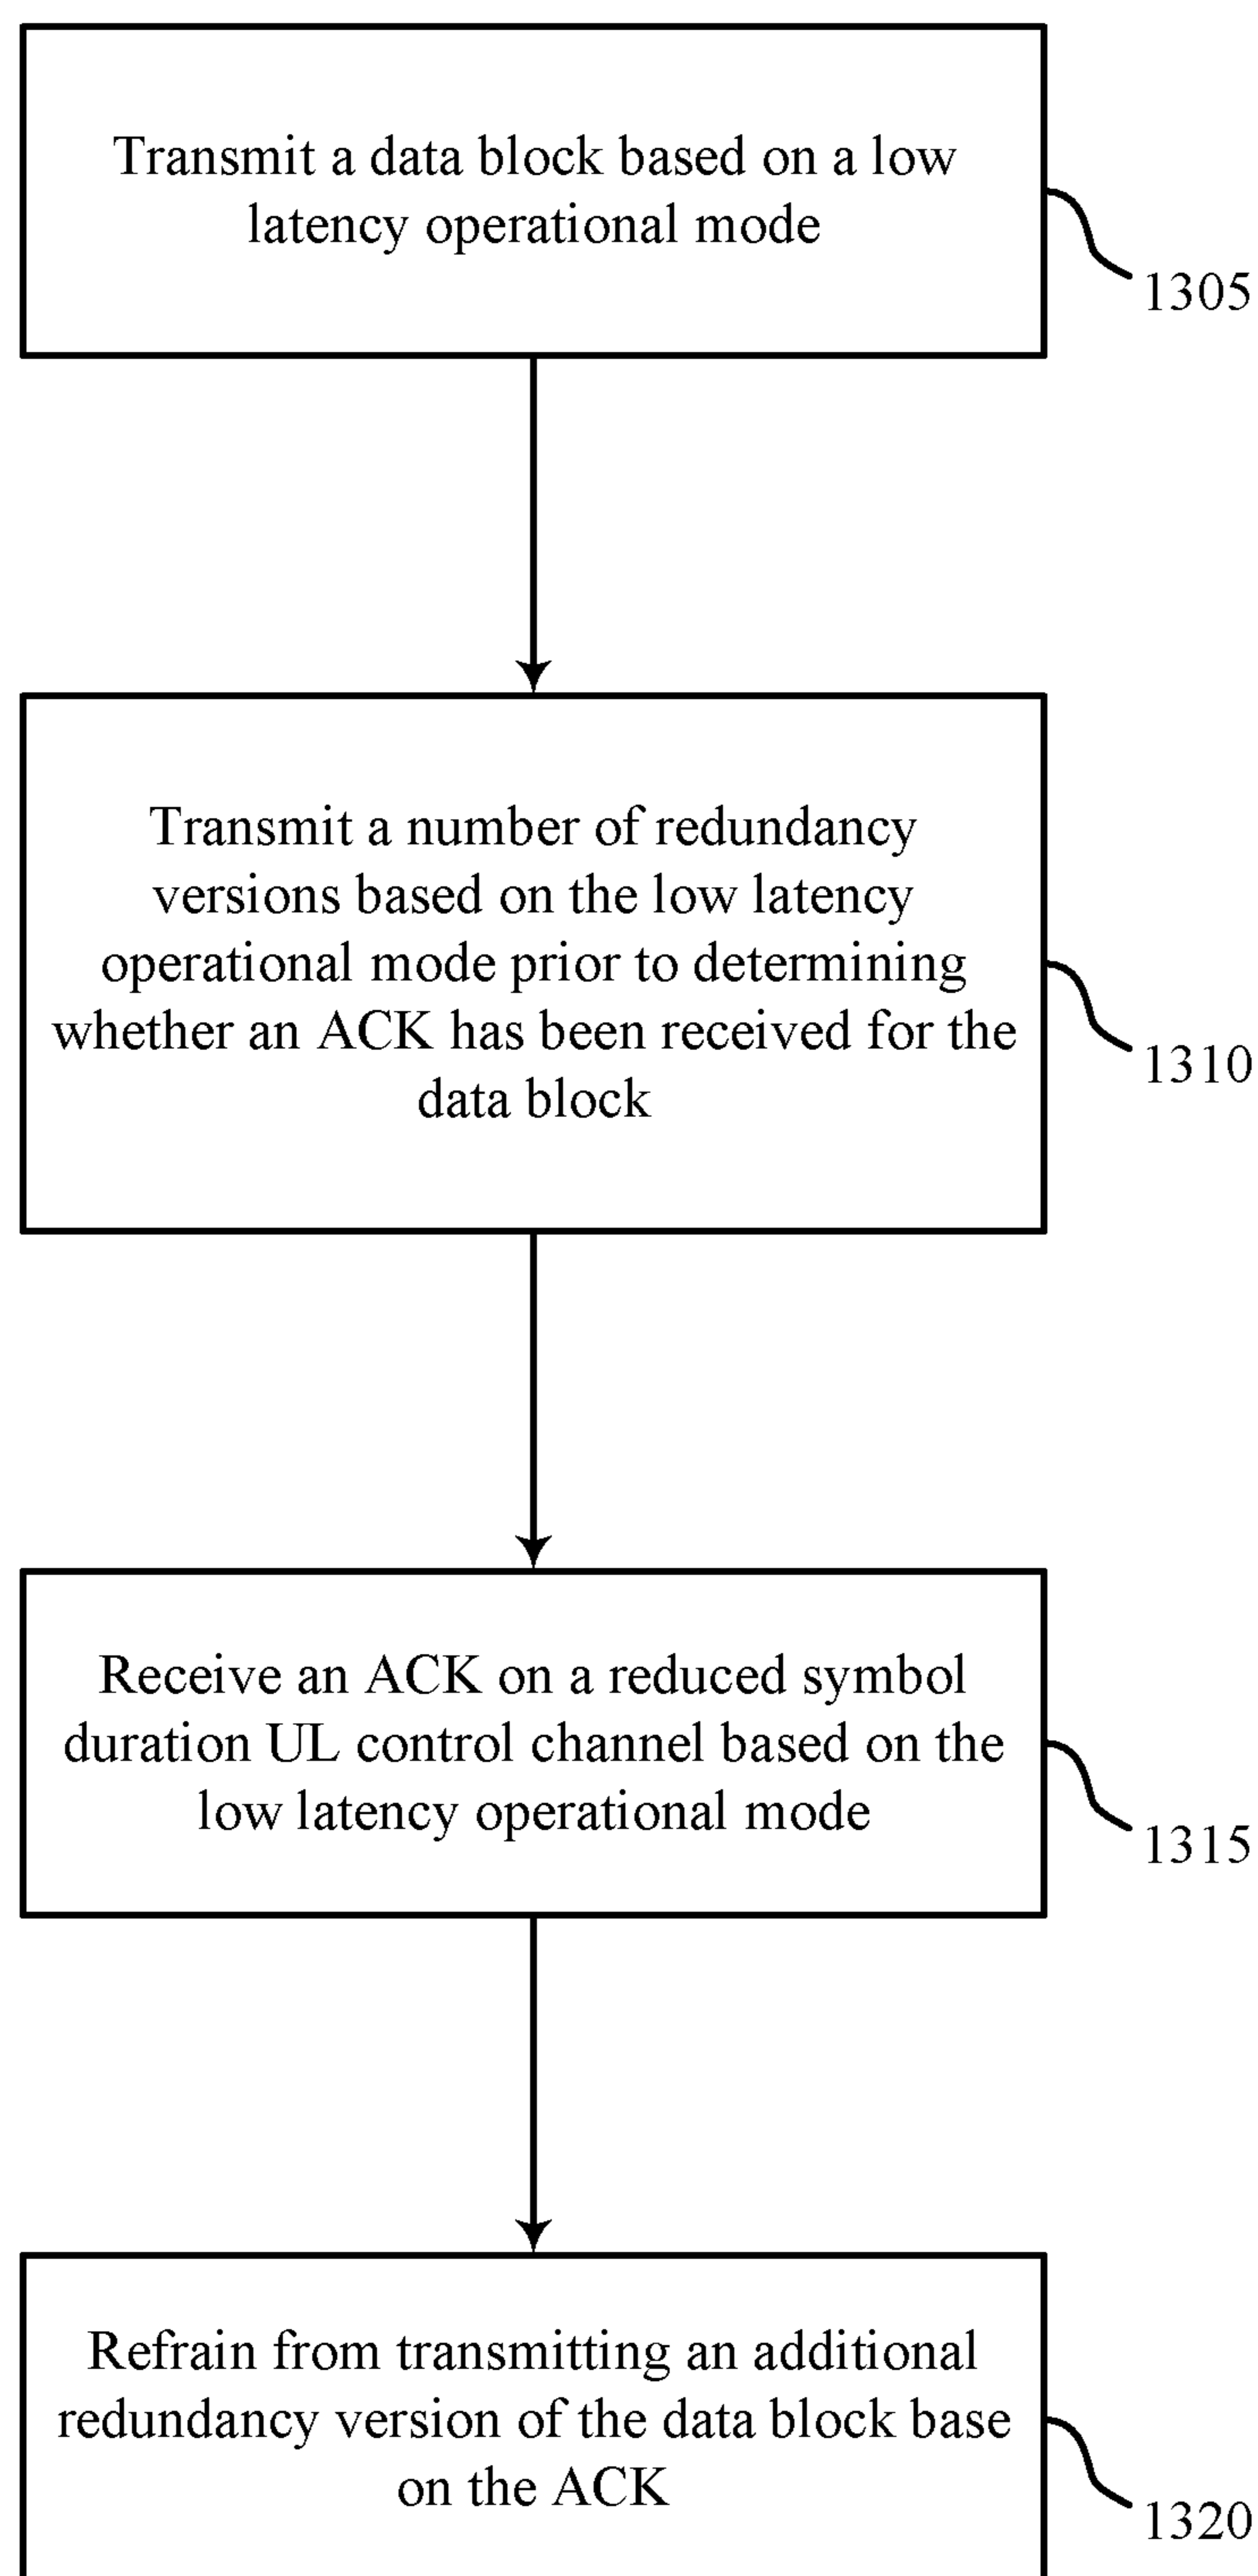 Transmit a data block based on a low
latency operational mode
1305
Transmit a number of redundancy
versions based on the low latency
operational mode prior to determining
whether an ACK has been received for the
data block
1310
Receive an ACK on a reduced symbol
duration UL control channel based on the
low latency operational mode
1315
Refrain from transmitting an additional
redundancy version of the data block base
on the ACK
1320